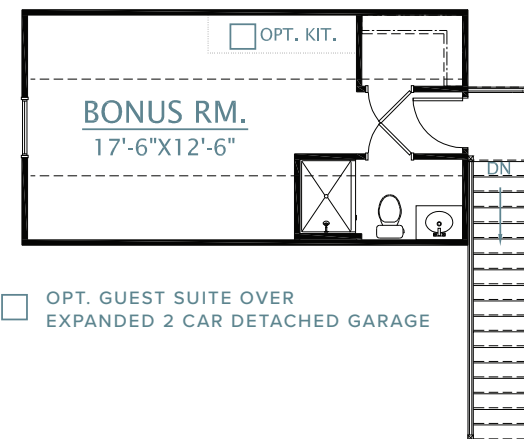 OPT. KIT.
BONUS RM.
17'-6"X12'-6"
DN
OPT. GUEST SUITE OVER
EXPANDED 2 CAR DETACHED GARAGE